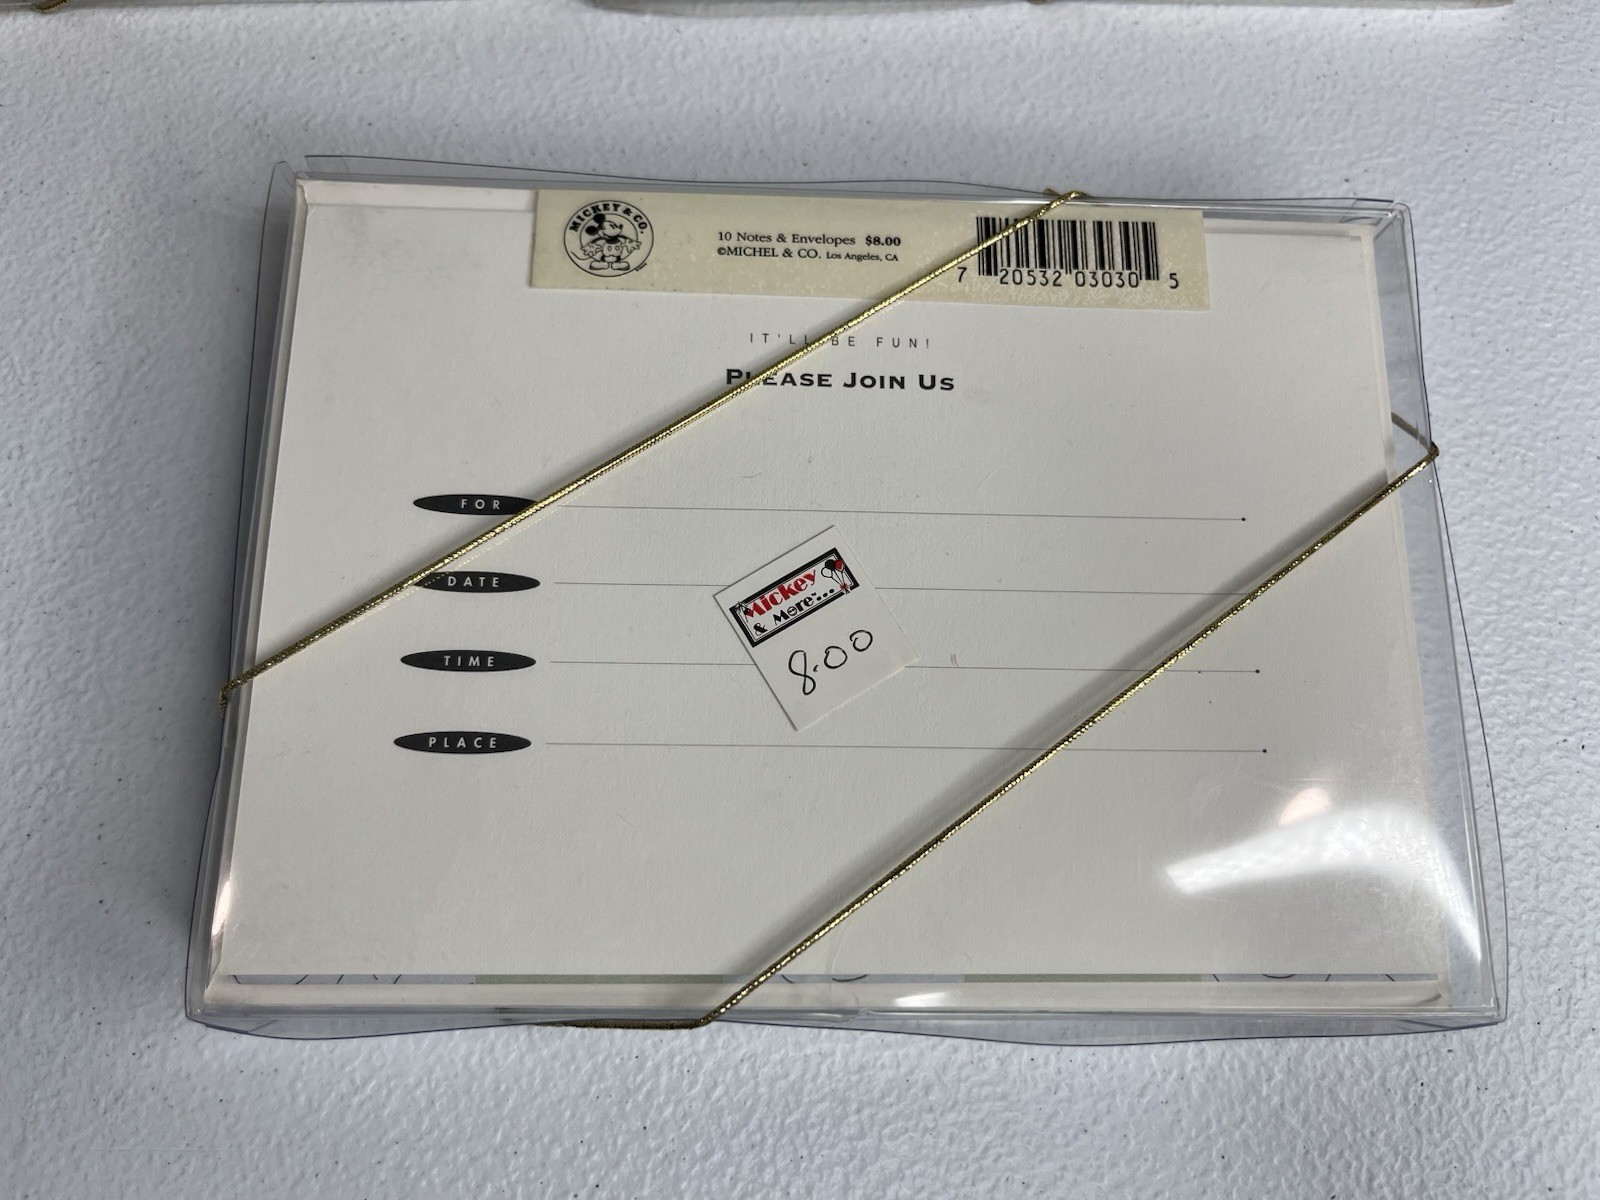 MICKEY & CO.
10 Notes & Envelopes $8.00
©MICHEL & CO. Los Angeles, CA
7 20532 03030 5
IT'LL BE FUN!
PLEASE JOIN US
FOR
DATE
TIME
PLACE
Mickey
& More™...
8.00